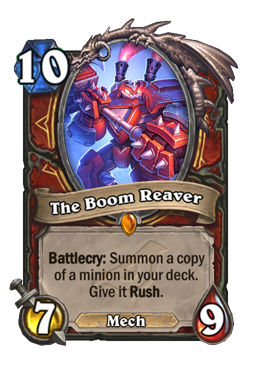 10
The Boom Reaver
Battlecry: Summon a copy
of a minion in your deck.
Give it Rush.
7
Mech
9